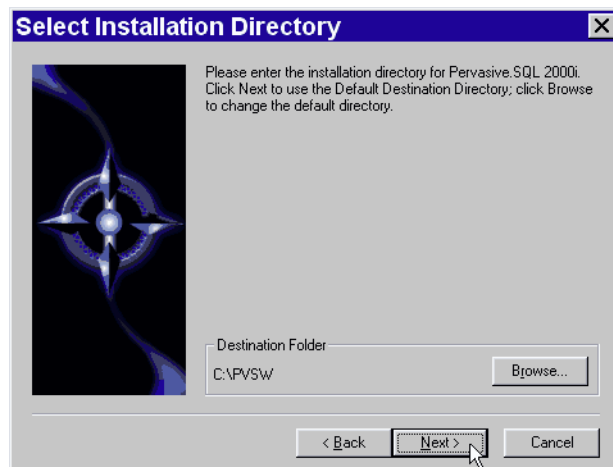 Select Installation Directory
Please enter the installation directory for Pervasive.SQL 2000i.
Click Next to use the Default Destination Directory; click Browse
to change the default directory.
Destination Folder
C:\PVSW
Browse...
< Back
Next >
Cancel